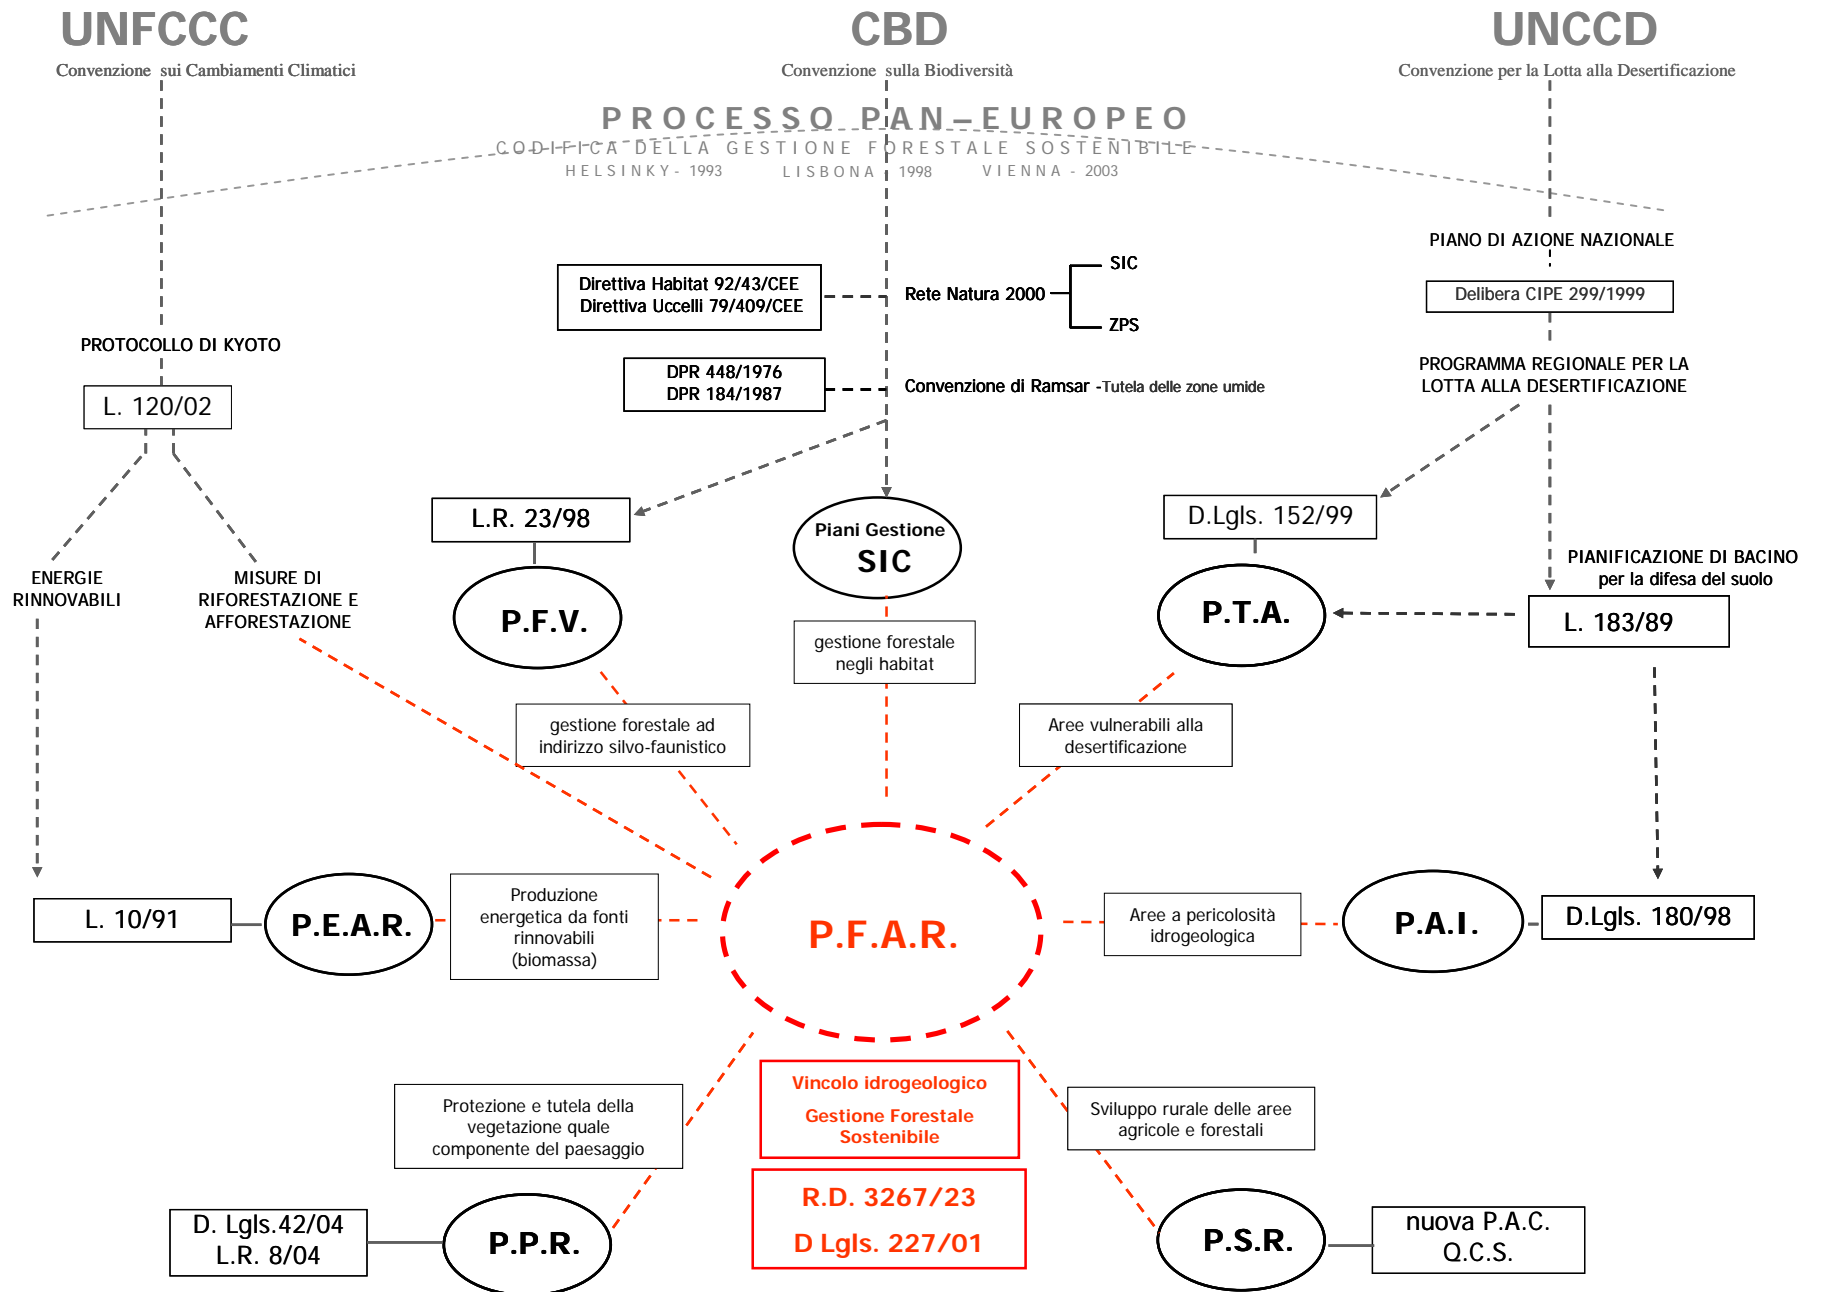 UNFCCC
Convenzione sui Cambiamenti Climatici
CBD
Convenzione sulla Biodiversità
UNCCD
Convenzione per la Lotta alla Desertificazione
PROCESSO PAN–EUROPEO
CODIFICA DELLA GESTIONE FORESTALE SOSTENIBILE
HELSINKY - 1993 LISBONA 1998 VIENNA - 2003
PIANO DI AZIONE NAZIONALE
Delibera CIPE 299/1999
Direttiva Habitat 92/43/CEE
Direttiva Uccelli 79/409/CEE
Rete Natura 2000
SIC
ZPS
PROTOCOLLO DI KYOTO
L. 120/02
DPR 448/1976
DPR 184/1987
Convenzione di Ramsar -Tutela delle zone umide
PROGRAMMA REGIONALE PER LA
LOTTA ALLA DESERTIFICAZIONE
L.R. 23/98
Piani Gestione
SIC
D.Lgls. 152/99
PIANIFICAZIONE DI BACINO
per la difesa del suolo
ENERGIE
RINNOVABILI
MISURE DI
RIFORESTAZIONE E
AFFORESTAZIONE
P.F.V.
P.T.A.
L. 183/89
gestione forestale
negli habitat
gestione forestale ad
indirizzo silvo-faunistico
Aree vulnerabili alla
desertificazione
L. 10/91
P.E.A.R.
Produzione
energetica da fonti
rinnovabili
(biomassa)
P.F.A.R.
Aree a pericolosità
idrogeologica
P.A.I.
D.Lgls. 180/98
Protezione e tutela della
vegetazione quale
componente del paesaggio
Vincolo idrogeologico
Gestione Forestale
Sostenibile
Sviluppo rurale delle aree
agricole e forestali
D. Lgls.42/04
L.R. 8/04
P.P.R.
R.D. 3267/23
D Lgls. 227/01
P.S.R.
nuova P.A.C.
Q.C.S.